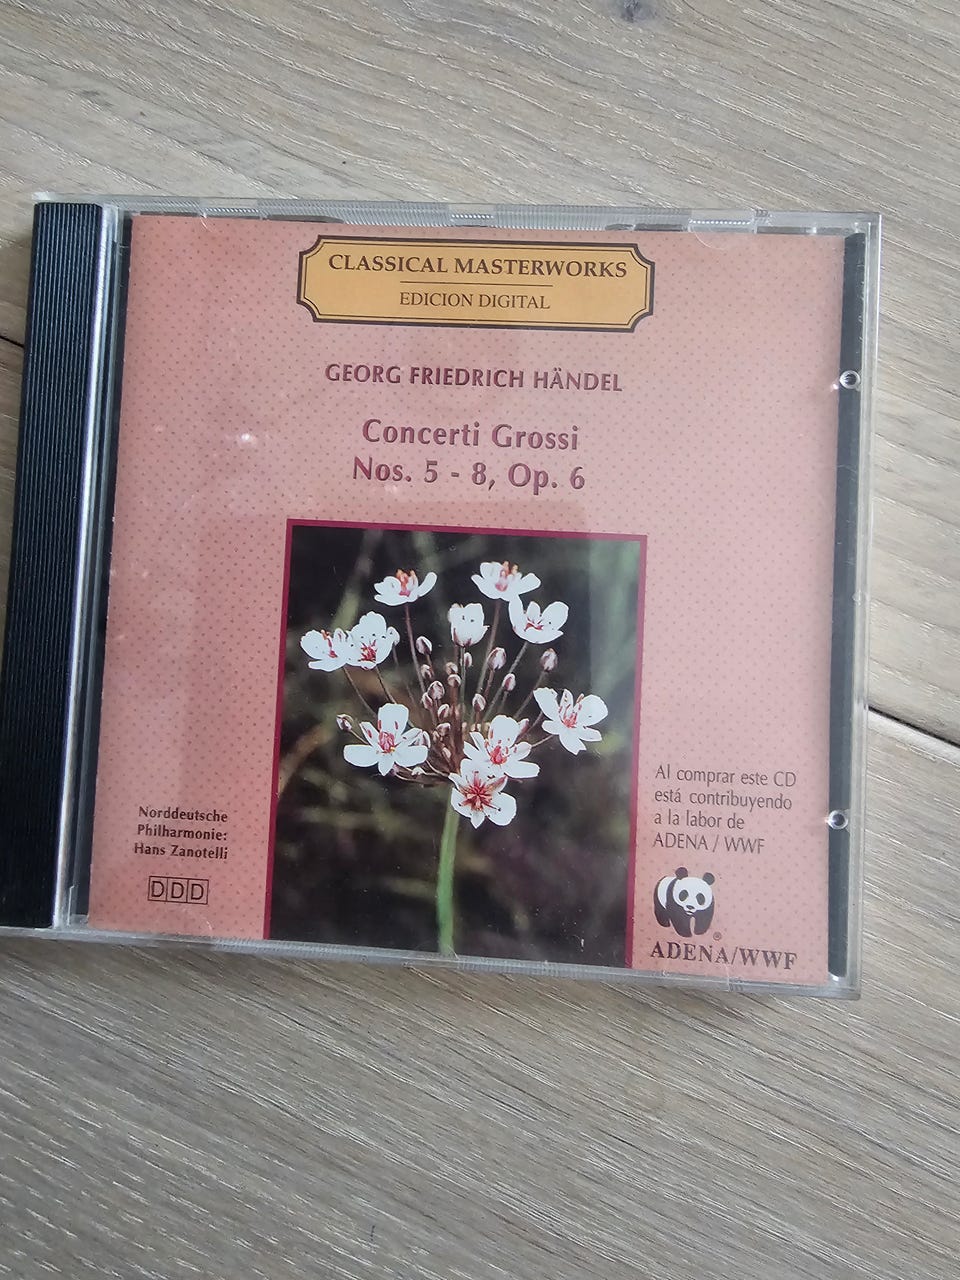 CLASSICAL MASTERWORKS
EDICION DIGITAL
GEORG FRIEDRICH HÄNDEL
Concerti Grossi
Nos. 5 - 8, Op. 6
Norddeutsche
Philharmonie:
Hans Zanotelli
DDD
Al comprar este CD
está contribuyendo
a la labor de
ADENA / WWF
®
ADENA/WWF